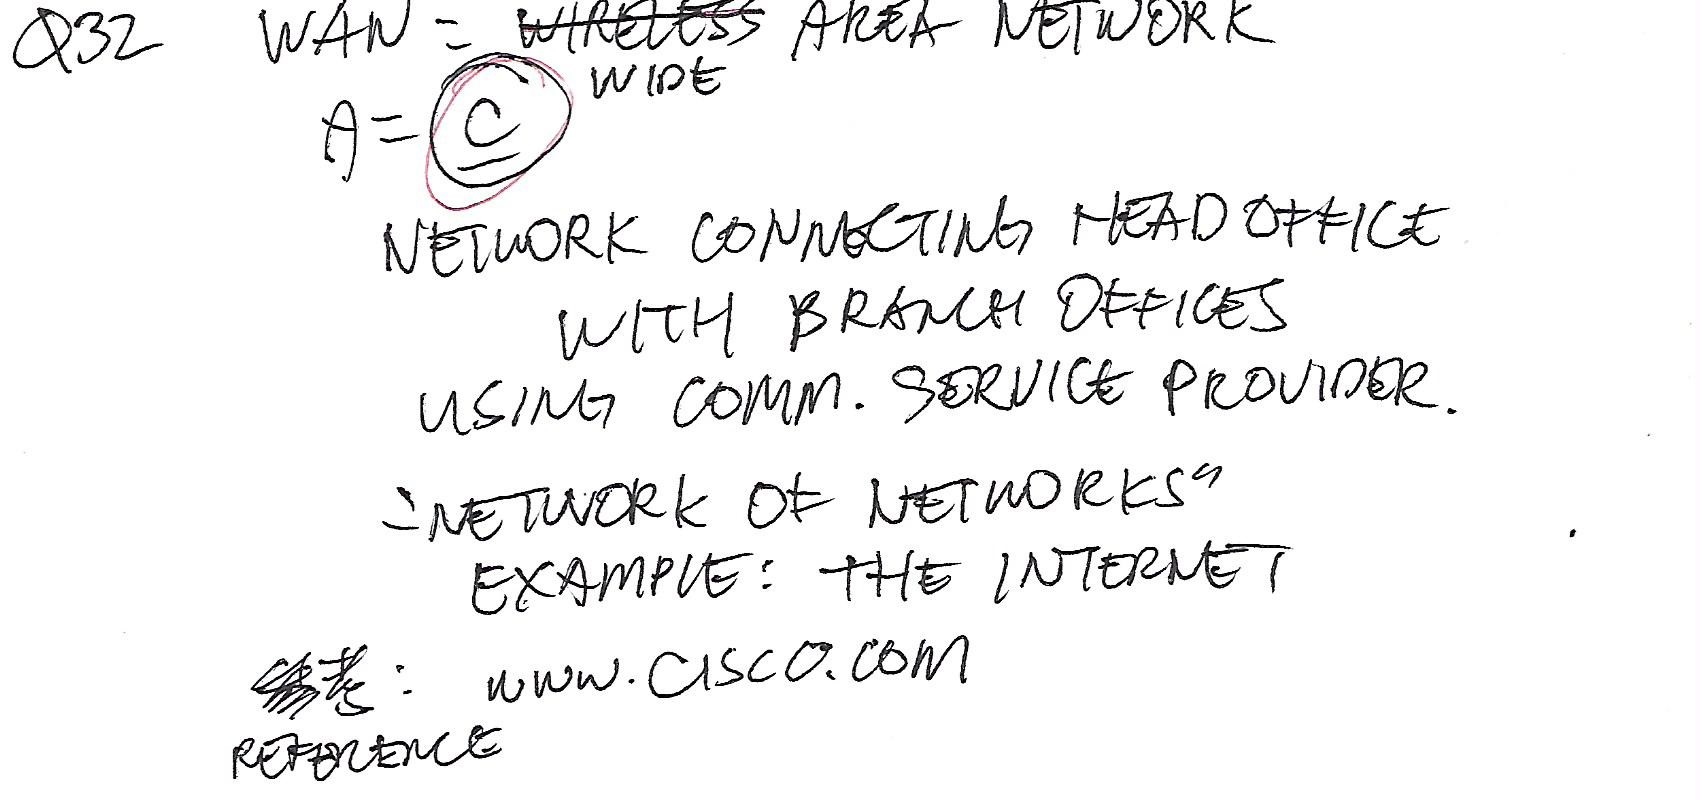 Q32 WAN = WIRELESS AREA NETWORK
WIDE
A = C
NETWORK CONNECTING HEAD OFFICE
WITH BRANCH OFFICES
USING COMM. SERVICE PROVIDER.
"NETWORK OF NETWORKS"
EXAMPLE: THE INTERNET
参考: www.CISCO.COM
REFERENCE